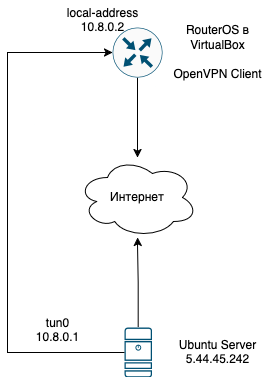 local-address
10.8.0.2
RouterOS в
VirtualBox
OpenVPN Client
Интернет
tun0
10.8.0.1
Ubuntu Server
5.44.45.242